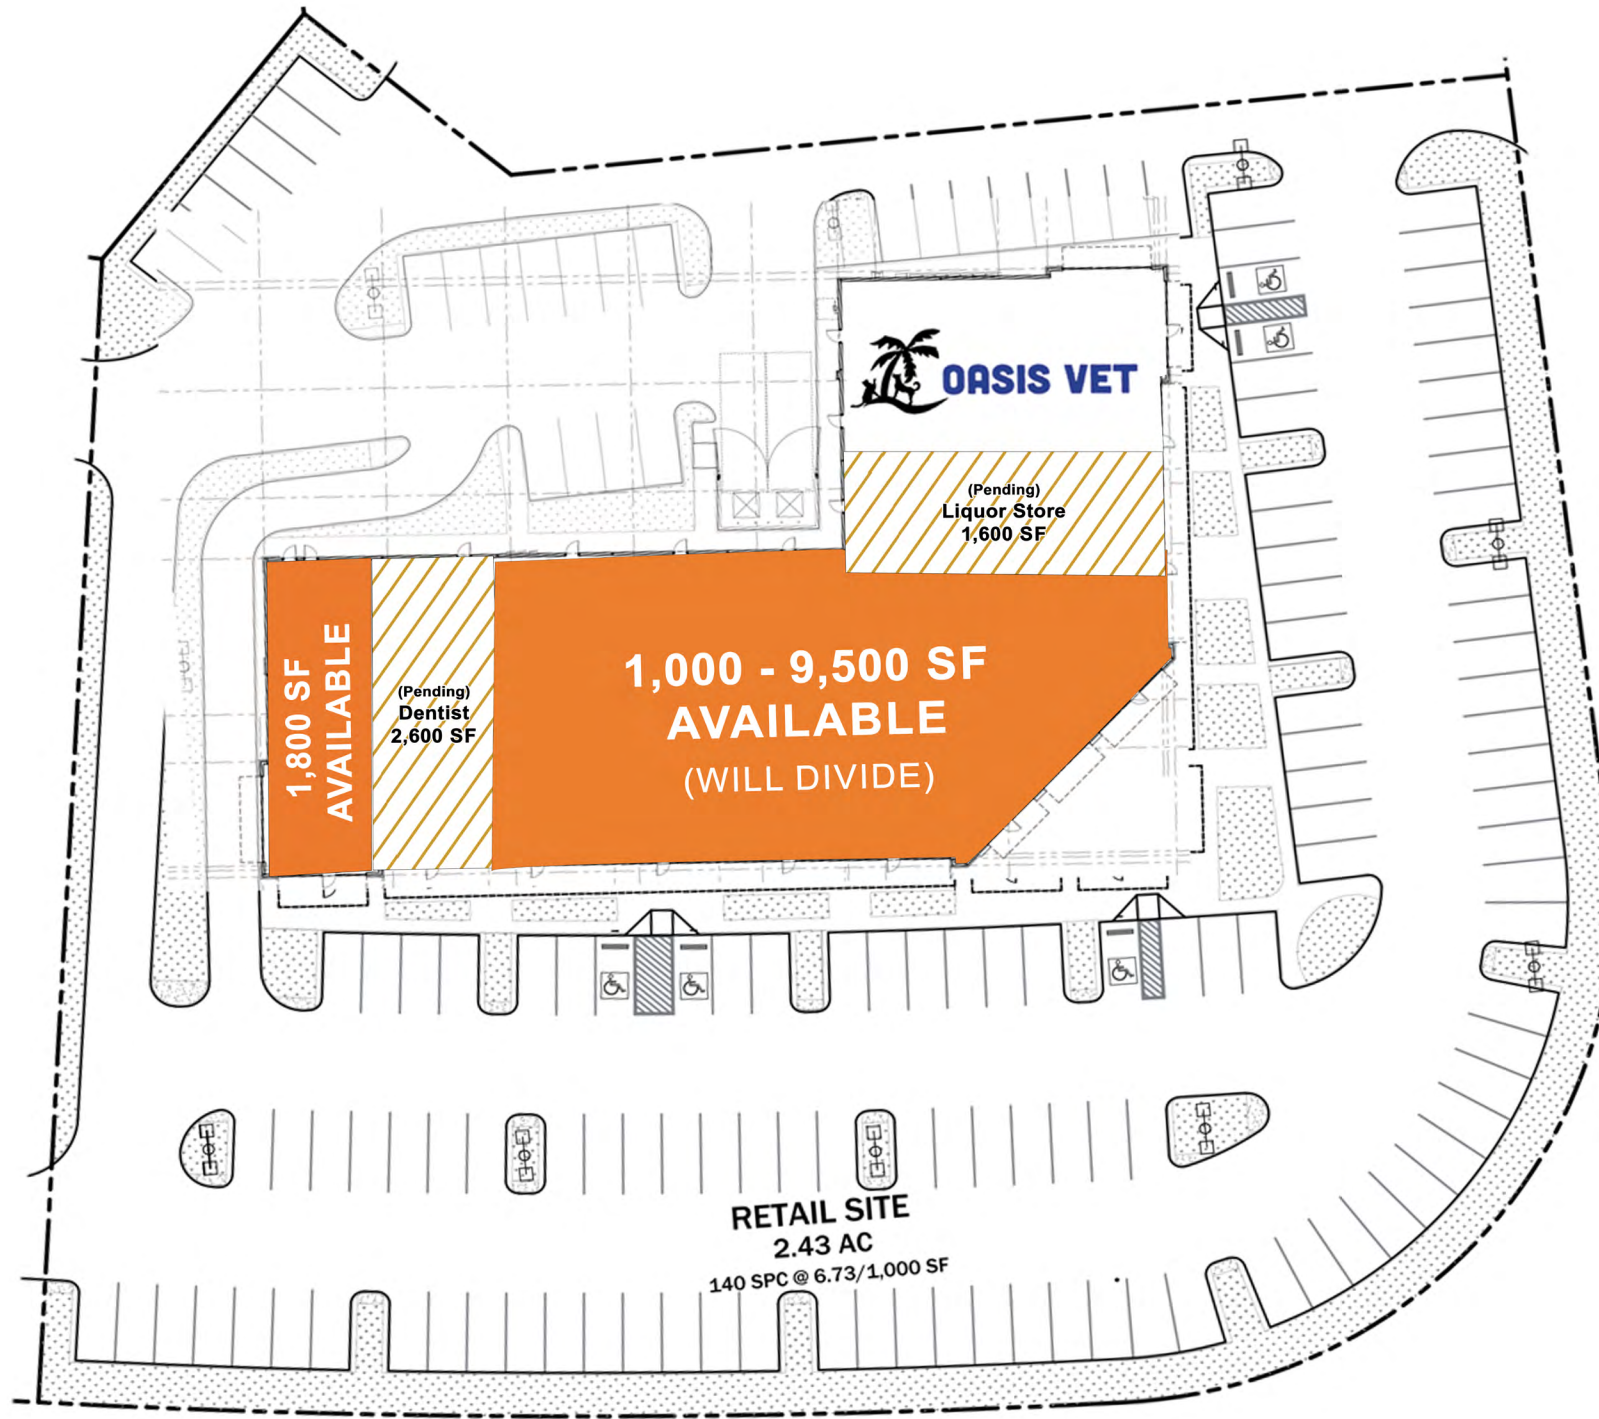 OASIS VET
(Pending)
Liquor Store
1,600 SF
1,800 SF
AVAILABLE
(Pending)
Dentist
2,600 SF
1,000 - 9,500 SF
AVAILABLE
(WILL DIVIDE)
RETAIL SITE
2.43 AC
140 SPC @ 6.73/1,000 SF